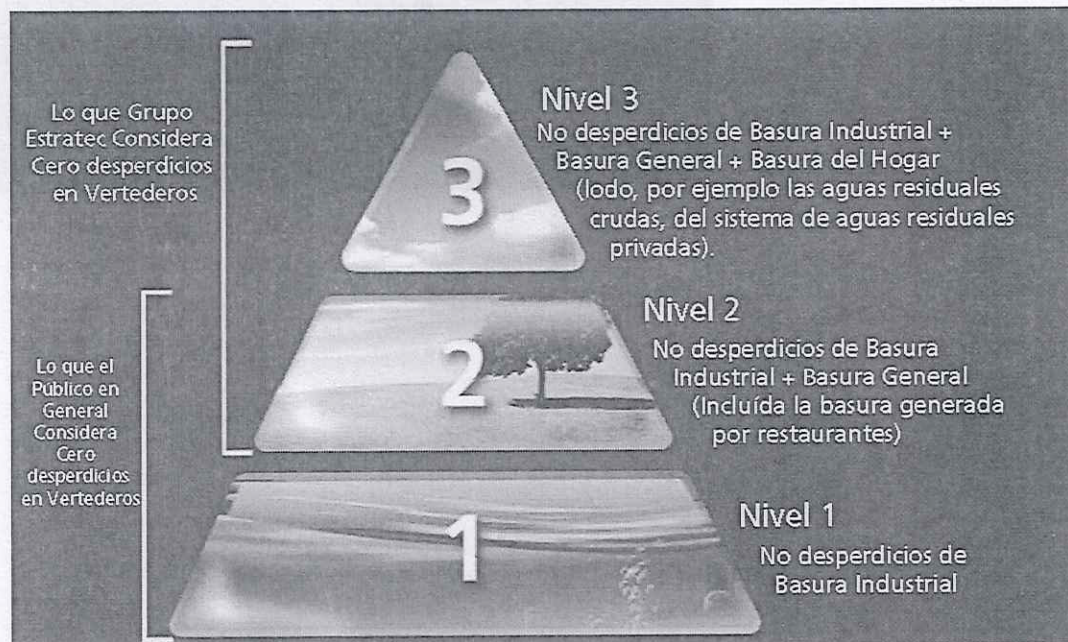 Lo que Grupo
Estratec Considera
Cero desperdicios
en Vertederos
3
Nivel 3
No desperdicios de Basura Industrial +
Basura General + Basura del Hogar
(lodo, por ejemplo las aguas residuales
crudas, del sistema de aguas residuales
privadas).
Lo que el
Público en
General
Considera
Cero
desperdicios
en Vertederos
2
Nivel 2
No desperdicios de Basura
Industrial + Basura General
(Incluída la basura generada
por restaurantes)
1
Nivel 1
No desperdicios de
Basura Industrial